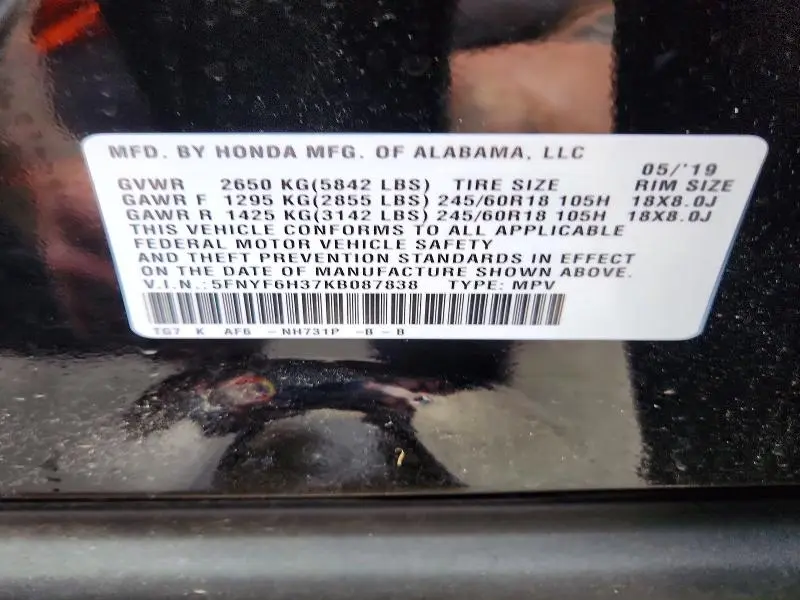 MFD. BY HONDA MFG. OF ALABAMA, LLC 05/'19
GVWR 2650 KG(5842 LBS) TIRE SIZE RIM SIZE
GAWR F 1295 KG(2855 LBS) 245/60R18 105H 18X8.0J
GAWR R 1425 KG(3142 LBS) 245/60R18 105H 18X8.0J
THIS VEHICLE CONFORMS TO ALL APPLICABLE
FEDERAL MOTOR VEHICLE SAFETY
AND THEFT PREVENTION STANDARDS IN EFFECT
ON THE DATE OF MANUFACTURE SHOWN ABOVE.
V.I.N.:5FNYF6H37KB087838 TYPE: MPV
TG7 K AF6 -NH731P -B-B